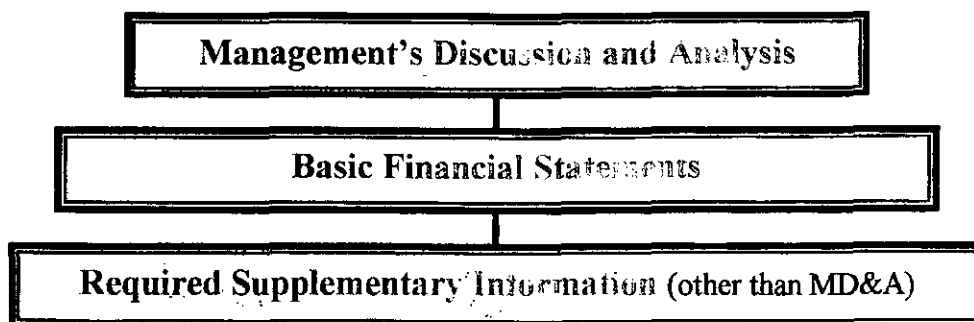 Management's Discussion and Analysis
Basic Financial Statements
Required Supplementary Information (other than MD&A)